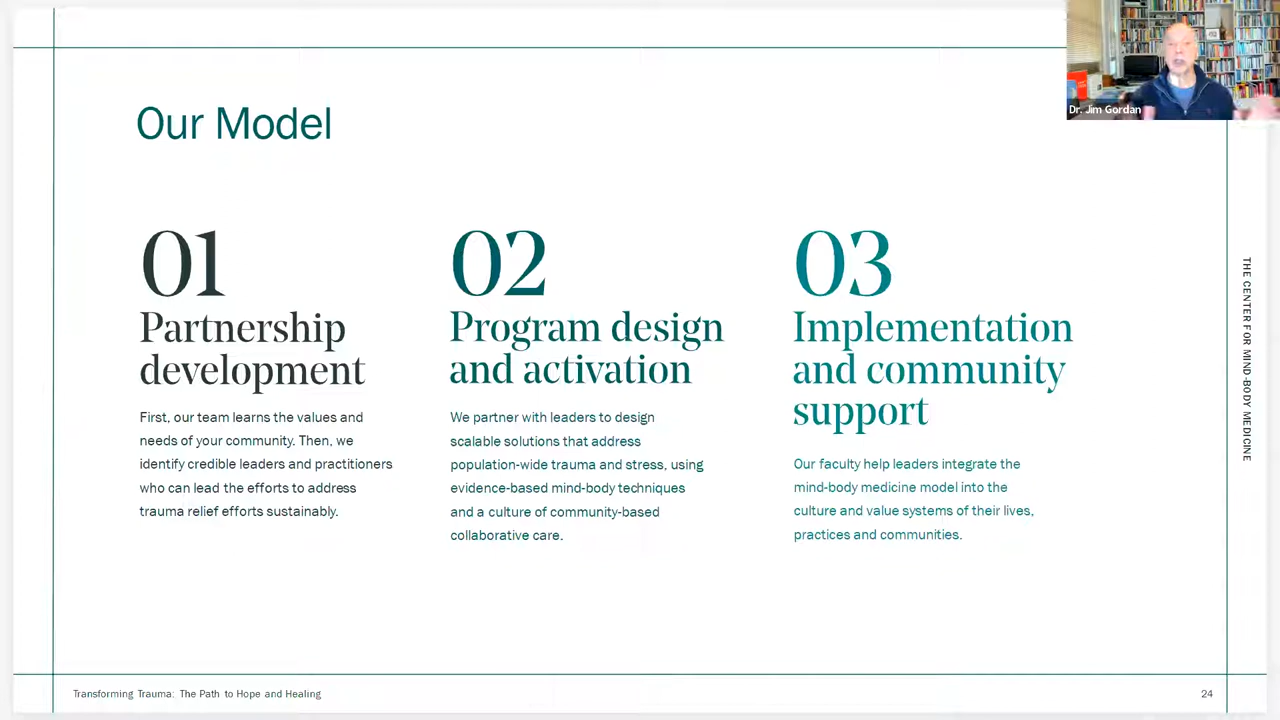 Our Model
01
Partnership
development
First, our team learns the values and
needs of your community. Then, we
identify credible leaders and practitioners
who can lead the efforts to address
trauma relief efforts sustainably.
02
Program design
and activation
We partner with leaders to design
scalable solutions that address
population-wide trauma and stress, using
evidence-based mind-body techniques
and a culture of community-based
collaborative care.
03
Implementation
and community
support
Our faculty help leaders integrate the
mind-body medicine model into the
culture and value systems of their lives,
practices and communities.
Dr. Jim Gordan
THE CENTER FOR MIND-BODY MEDICINE
Transforming Trauma: The Path to Hope and Healing
24